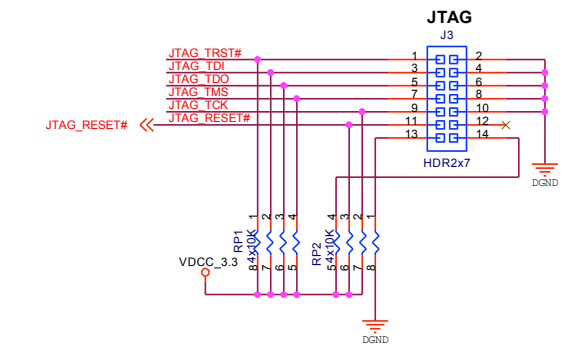 JTAG
J3
JTAG_TRST# 1 2
JTAG_TDI 3 4
JTAG_TDO 5 6
JTAG_TMS 7 8
JTAG_TCK 9 10
JTAG_RESET# JTAG_RESET# 11 12
13 14
HDR2x7
DGND
1 2 3 4 4 3 2 1
RP1 4x10K RP2 4x10K
VDCC_3.3
8 7 6 5 5 6 7 8
DGND